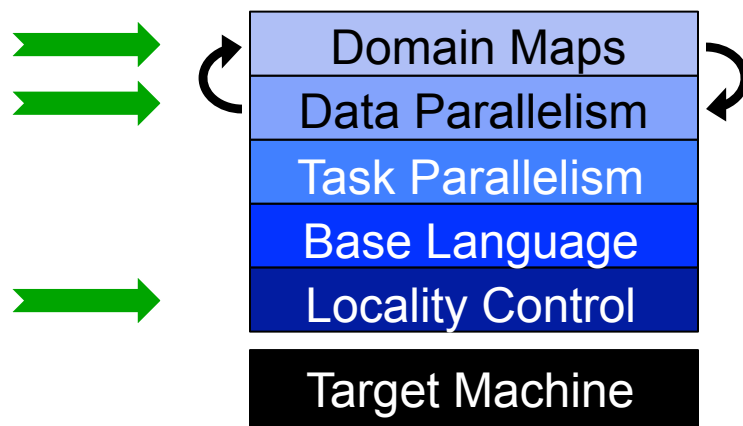 Domain Maps
Data Parallelism
Task Parallelism
Base Language
Locality Control
Target Machine